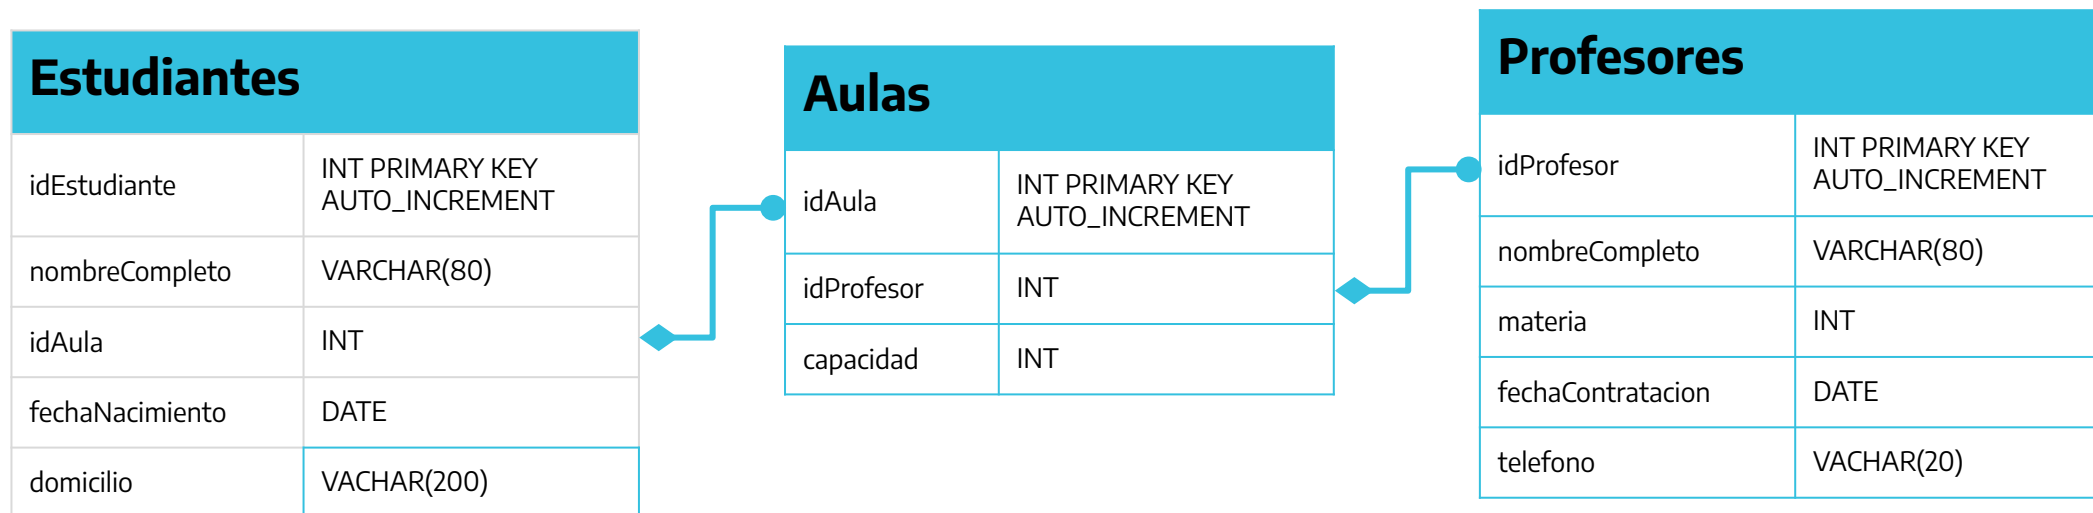 Estudiantes
idEstudiante
INT PRIMARY KEY
AUTO_INCREMENT
nombreCompleto
VARCHAR(80)
idAula
INT
fechaNacimiento
DATE
domicilio
VACHAR(200)
Aulas
idAula
INT PRIMARY KEY
AUTO_INCREMENT
idProfesor
INT
capacidad
INT
Profesores
idProfesor
INT PRIMARY KEY
AUTO_INCREMENT
nombreCompleto
VARCHAR(80)
materia
INT
fechaContratacion
DATE
telefono
VACHAR(20)